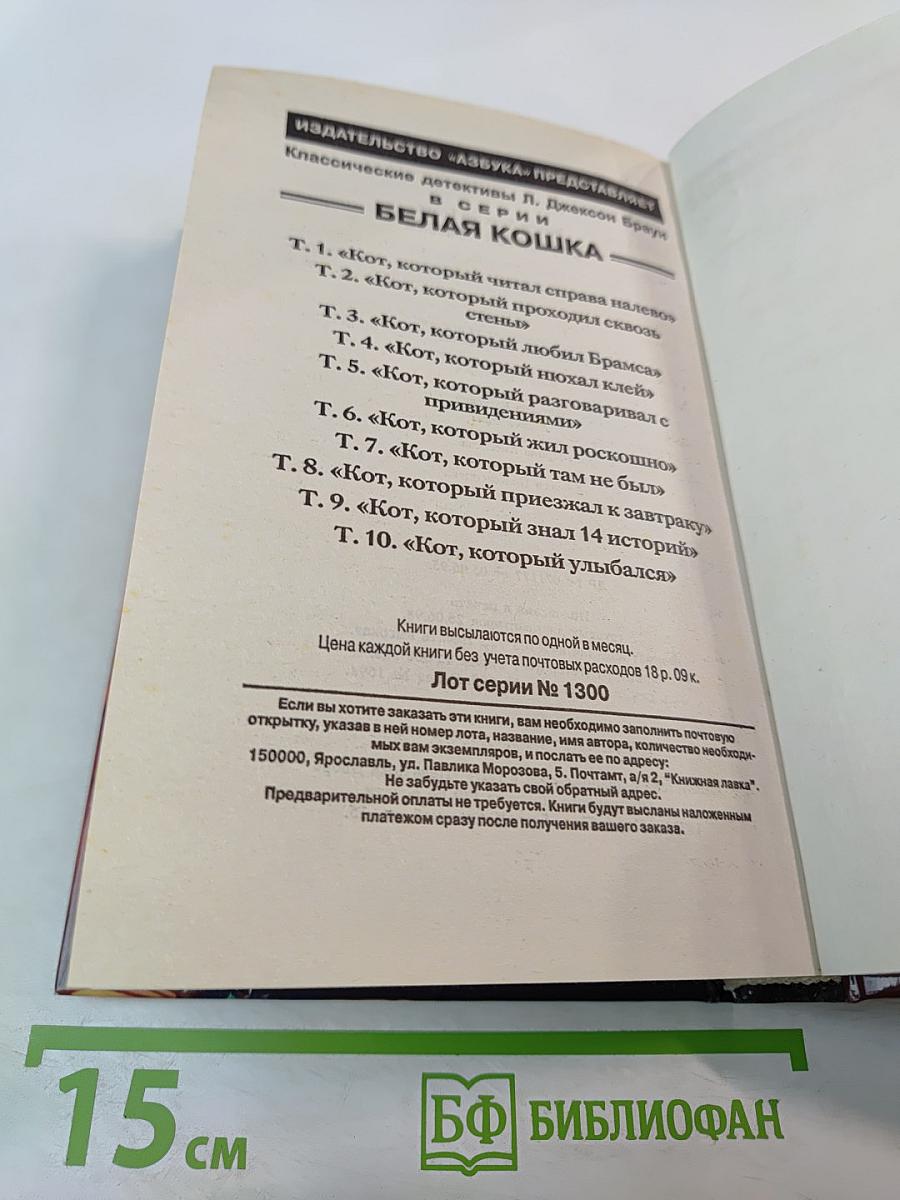 ИЗДАТЕЛЬСТВО «АЗБУКА» ПРЕДСТАВЛЯЕТ
Классические детективы Л. Джексон Браун
В СЕРИИ
БЕЛАЯ КОШКА
Т. 1. «Кот, который читал справа налево»
Т. 2. «Кот, который проходил сквозь
стены»
Т. 3. «Кот, который любил Брамса»
Т. 4. «Кот, который нюхал клей»
Т. 5. «Кот, который разговаривал с
привидениями»
Т. 6. «Кот, который жил роскошно»
Т. 7. «Кот, который там не был»
Т. 8. «Кот, который приезжал к завтраку»
Т. 9. «Кот, который знал 14 историй»
Т. 10. «Кот, который улыбался»
Книги высылаются по одной в месяц.
Цена каждой книги без учета почтовых расходов 18 р. 09 к.
Лот серии № 1300
Если вы хотите заказать эти книги, вам необходимо заполнить почтовую
открытку, указав в ней номер лота, название, имя автора, количество необходи-
мых вам экземпляров, и послать ее по адресу:
150000, Ярославль, ул. Павлика Морозова, 5. Почтамт, а/я 2, "Книжная лавка".
Не забудьте указать свой обратный адрес.
Предварительной оплаты не требуется. Книги будут высланы наложенным
платежом сразу после получения вашего заказа.
15 см
БФ БИБЛИОФАН